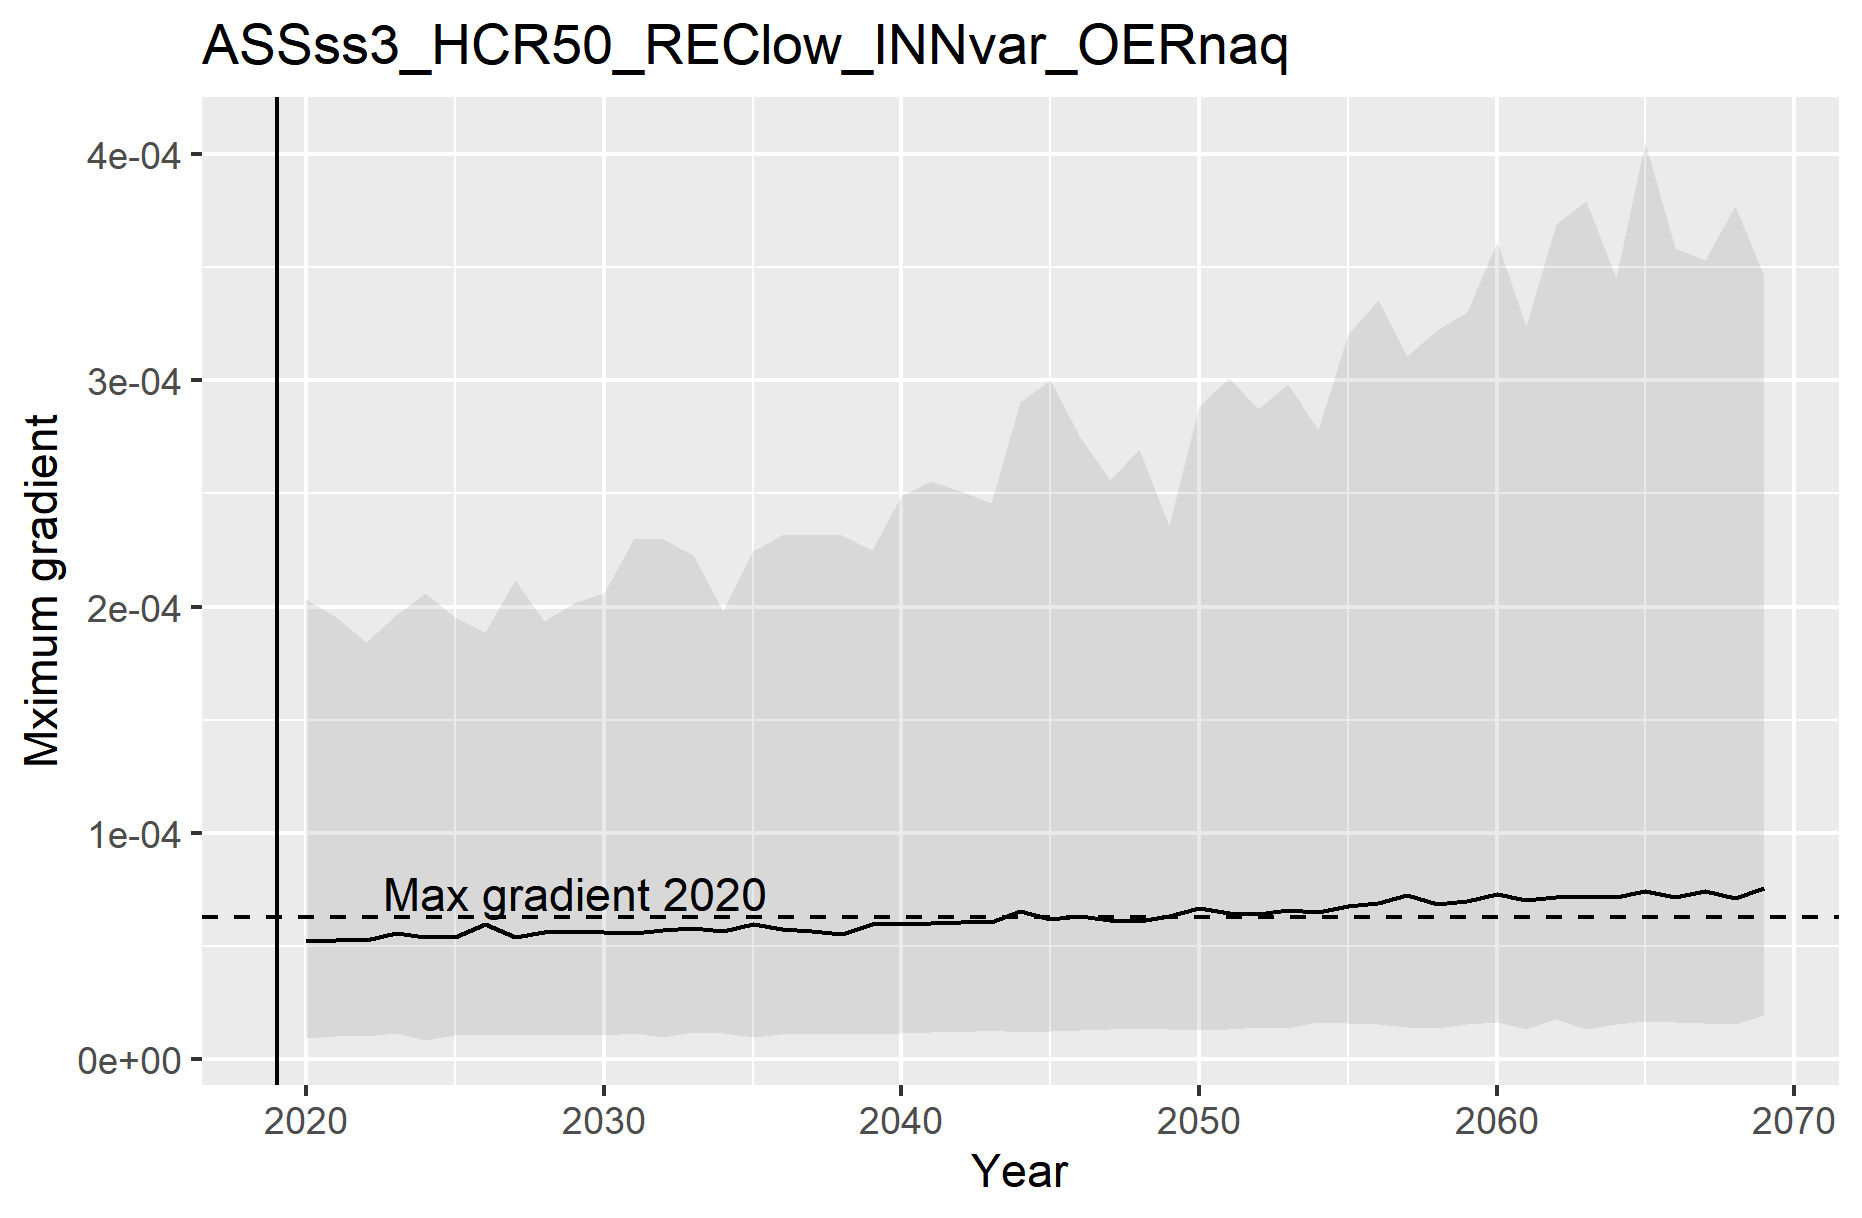 ASSss3_HCR50_REClow_INNvar_OERnaq
4e-04
3e-04
2e-04
1e-04
0e+00
Mximum gradient
Max gradient 2020
2020 2030 2040 2050 2060 2070
Year